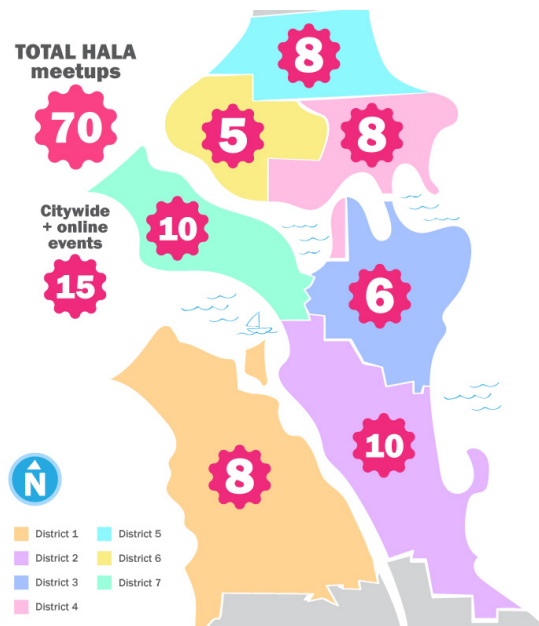 TOTAL HALA
meetups
70
8
5
8
Citywide
+ online
events
15
10
6
8
10
N
District 1
District 2
District 3
District 4
District 5
District 6
District 7